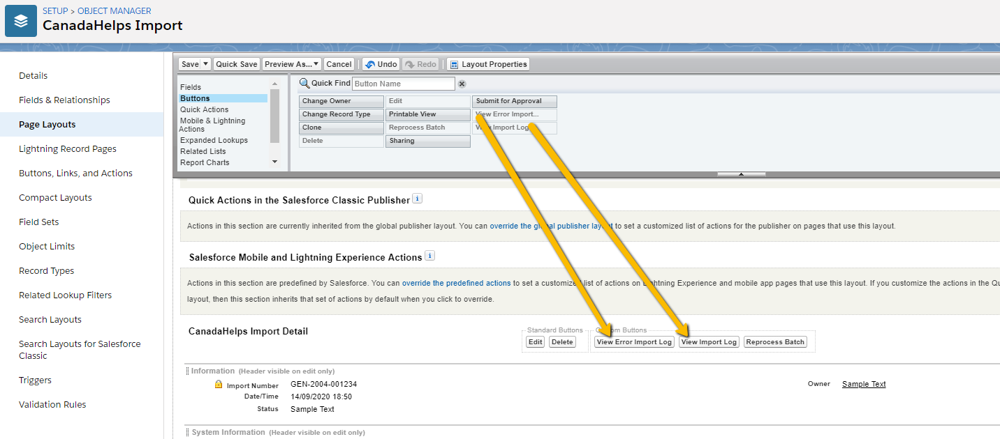 SETUP > OBJECT MANAGER
CanadaHelps Import
Details
Fields & Relationships
Page Layouts
Lightning Record Pages
Buttons, Links, and Actions
Compact Layouts
Field Sets
Object Limits
Record Types
Related Lookup Filters
Search Layouts
Search Layouts for Salesforce
Classic
Triggers
Validation Rules
Save Quick Save Preview As... Cancel Undo Redo Layout Properties
Fields
Buttons
Quick Actions
Mobile & Lightning
Actions
Expanded Lookups
Related Lists
Report Charts
Quick Find Button Name
Change Owner Edit Submit for Approval
Change Record Type Printable View View Error Import...
Clone Reprocess Batch View Import Log
Delete Sharing
Quick Actions in the Salesforce Classic Publisher i
Actions in this section are currently inherited from the global publisher layout. You can override the global publisher layout to set a customized list of actions for the publisher on pages that use this layout.
Salesforce Mobile and Lightning Experience Actions i
Actions in this section are predefined by Salesforce. You can override the predefined actions to set a customized list of actions on Lightning Experience and mobile app pages that use this layout. If you customize the actions in the Qu
layout, then this section inherits that set of actions by default when you click to override.
CanadaHelps Import Detail
Standard Buttons Custom Buttons
Edit Delete View Error Import Log View Import Log Reprocess Batch
Information (Header visible on edit only)
Import Number GEN-2004-001234 Owner Sample Text
Date/Time 14/09/2020 18:50
Status Sample Text
System Information (Header visible on edit only)